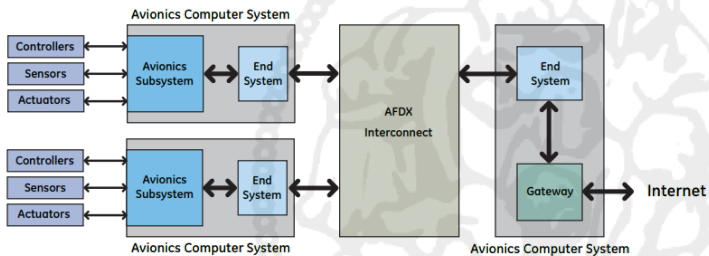 Avionics Computer System
Controllers
Sensors
Actuators
Avionics
Subsystem
End
System
Controllers
Sensors
Actuators
Avionics
Subsystem
End
System
Avionics Computer System
AFDX
Interconnect
End
System
Gateway
Internet
Avionics Computer System